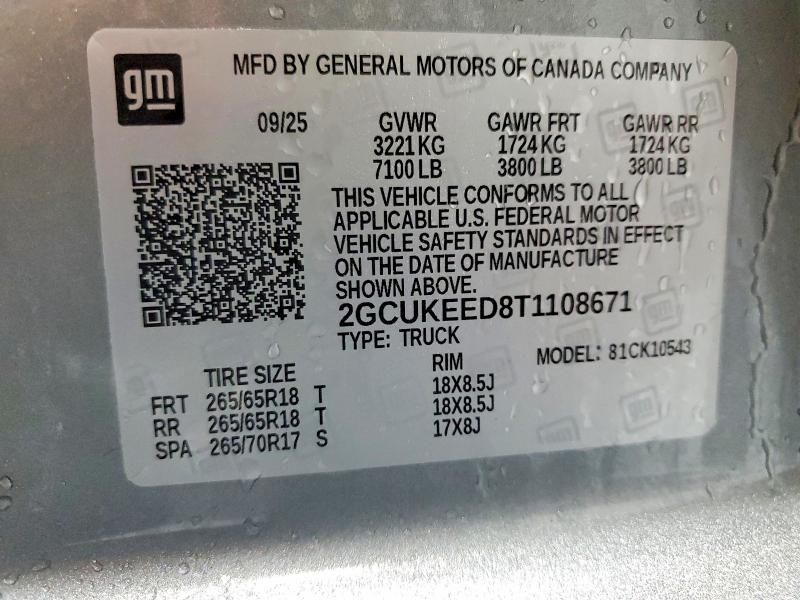 gm
MFD BY GENERAL MOTORS OF CANADA COMPANY
09/25 GVWR GAWR FRT GAWR RR
3221 KG 1724 KG 1724 KG
7100 LB 3800 LB 3800 LB
THIS VEHICLE CONFORMS TO ALL
APPLICABLE U.S. FEDERAL MOTOR
VEHICLE SAFETY STANDARDS IN EFFECT
ON THE DATE OF MANUFACTURE
SHOWN ABOVE.
2GCUKEED8T1108671
TYPE: TRUCK MODEL: 81CK10543
TIRE SIZE RIM
FRT 265/65R18 T 18X8.5J
RR 265/65R18 T 18X8.5J
SPA 265/70R17 S 17X8J